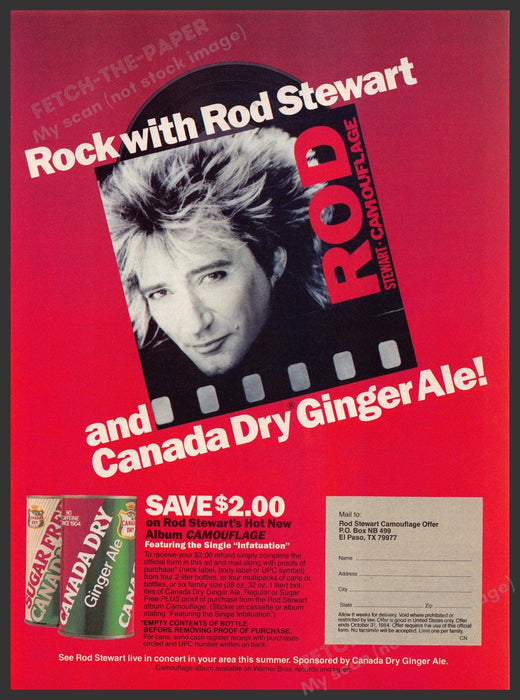 FETCH-THE-PAPER
My scan (not stock image)
Rock with Rod Stewart
ROD
STEWART · CAMOUFLAGE
and
Canada Dry Ginger Ale!
SUGAR FREE
CANADA DRY
NO
CAFFEINE
SINCE 1904
CANADA DRY
Ginger Ale
CANADA
DRY
SAVE $2.00
on Rod Stewart's Hot New
Album CAMOUFLAGE
Featuring the Single "Infatuation"
To receive your $2.00 refund simply complete the
official form in this ad and mail along with proofs of
purchase* (neck label, body label or UPC symbol)
from four 2-liter bottles, or four multipacks of cans or
bottles, or six family size (28 oz, 32 oz, 1 liter) bot-
tles of Canada Dry Ginger Ale, Regular or Sugar
Free PLUS proof of purchase from the Rod Stewart
album Camouflage. (Sticker on cassette or album
stating "Featuring the Single Infatuation".)
*EMPTY CONTENTS OF BOTTLE
BEFORE REMOVING PROOF OF PURCHASE.
For cans, send cash register receipt with purchases
circled and UPC number written on back.
Mail to:
Rod Stewart Camouflage Offer
P.O. Box NB 499
El Paso, TX 79977
Name
Address
City
State Zip
Allow 8 weeks for delivery. Void where prohibited or
restricted by law. Offer is good in United States only. Offer
ends October 31, 1984. Offer requires the use of this official
form. No facsimile will be accepted. Limit one per family.
CN
See Rod Stewart live in concert in your area this summer. Sponsored by Canada Dry Ginger Ale.
Camouflage album available on Warner Bros. records and tapes.